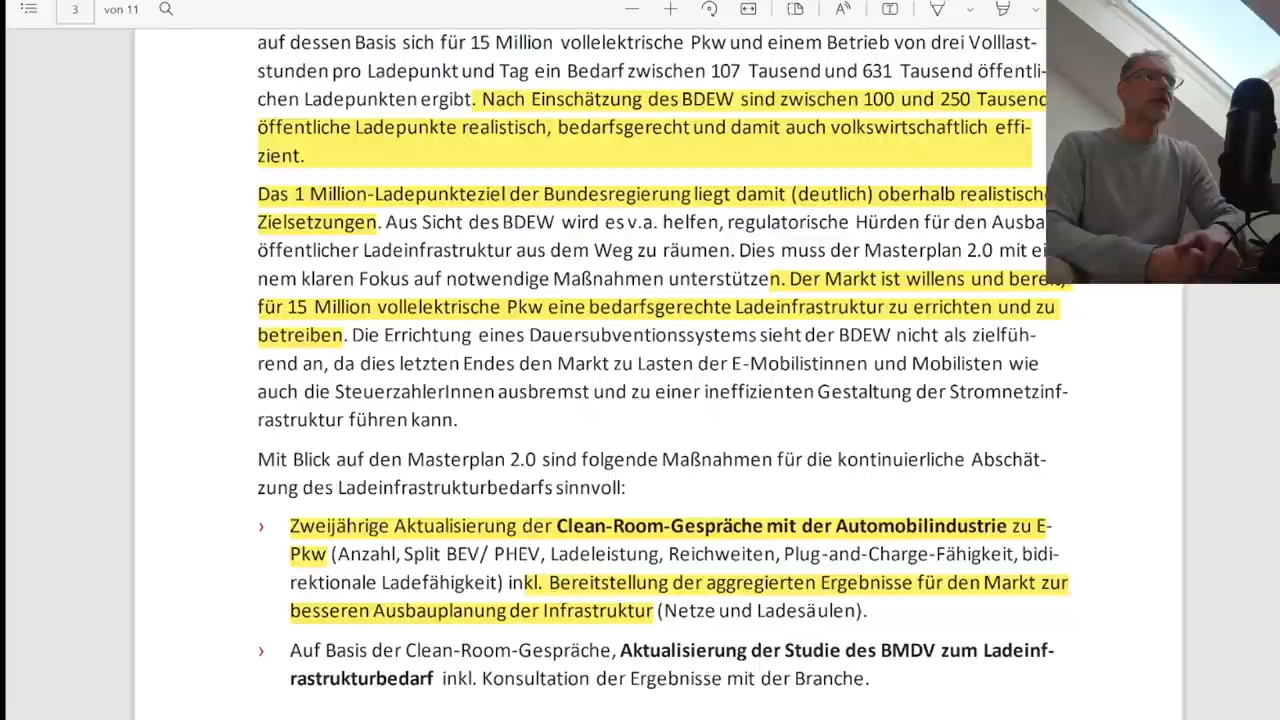 3 von 11
auf dessen Basis sich für 15 Million vollelektrische Pkw und einem Betrieb von drei Volllast-
stunden pro Ladepunkt und Tag ein Bedarf zwischen 107 Tausend und 631 Tausend öffentli-
chen Ladepunkten ergibt. Nach Einschätzung des BDEW sind zwischen 100 und 250 Tausend
öffentliche Ladepunkte realistisch, bedarfsgerecht und damit auch volkswirtschaftlich effi-
zient.
Das 1 Million-Ladepunkteziel der Bundesregierung liegt damit (deutlich) oberhalb realistische
Zielsetzungen. Aus Sicht des BDEW wird es v.a. helfen, regulatorische Hürden für den Ausba
öffentlicher Ladeinfrastruktur aus dem Weg zu räumen. Dies muss der Masterplan 2.0 mit ei
nem klaren Fokus auf notwendige Maßnahmen unterstützen. Der Markt ist willens und bereit,
für 15 Million vollelektrische Pkw eine bedarfsgerechte Ladeinfrastruktur zu errichten und zu
betreiben. Die Errichtung eines Dauersubventionssystems sieht der BDEW nicht als zielfüh-
rend an, da dies letzten Endes den Markt zu Lasten der E-Mobilistinnen und Mobilisten wie
auch die SteuerzahlerInnen ausbremst und zu einer ineffizienten Gestaltung der Stromnetzinf-
rastruktur führen kann.
Mit Blick auf den Masterplan 2.0 sind folgende Maßnahmen für die kontinuierliche Abschät-
zung des Ladeinfrastrukturbedarfs sinnvoll:
› Zweijährige Aktualisierung der Clean-Room-Gespräche mit der Automobilindustrie zu E-
Pkw (Anzahl, Split BEV/ PHEV, Ladeleistung, Reichweiten, Plug-and-Charge-Fähigkeit, bidi-
rektionale Ladefähigkeit) inkl. Bereitstellung der aggregierten Ergebnisse für den Markt zur
besseren Ausbauplanung der Infrastruktur (Netze und Ladesäulen).
› Auf Basis der Clean-Room-Gespräche, Aktualisierung der Studie des BMDV zum Ladeinf-
rastrukturbedarf inkl. Konsultation der Ergebnisse mit der Branche.